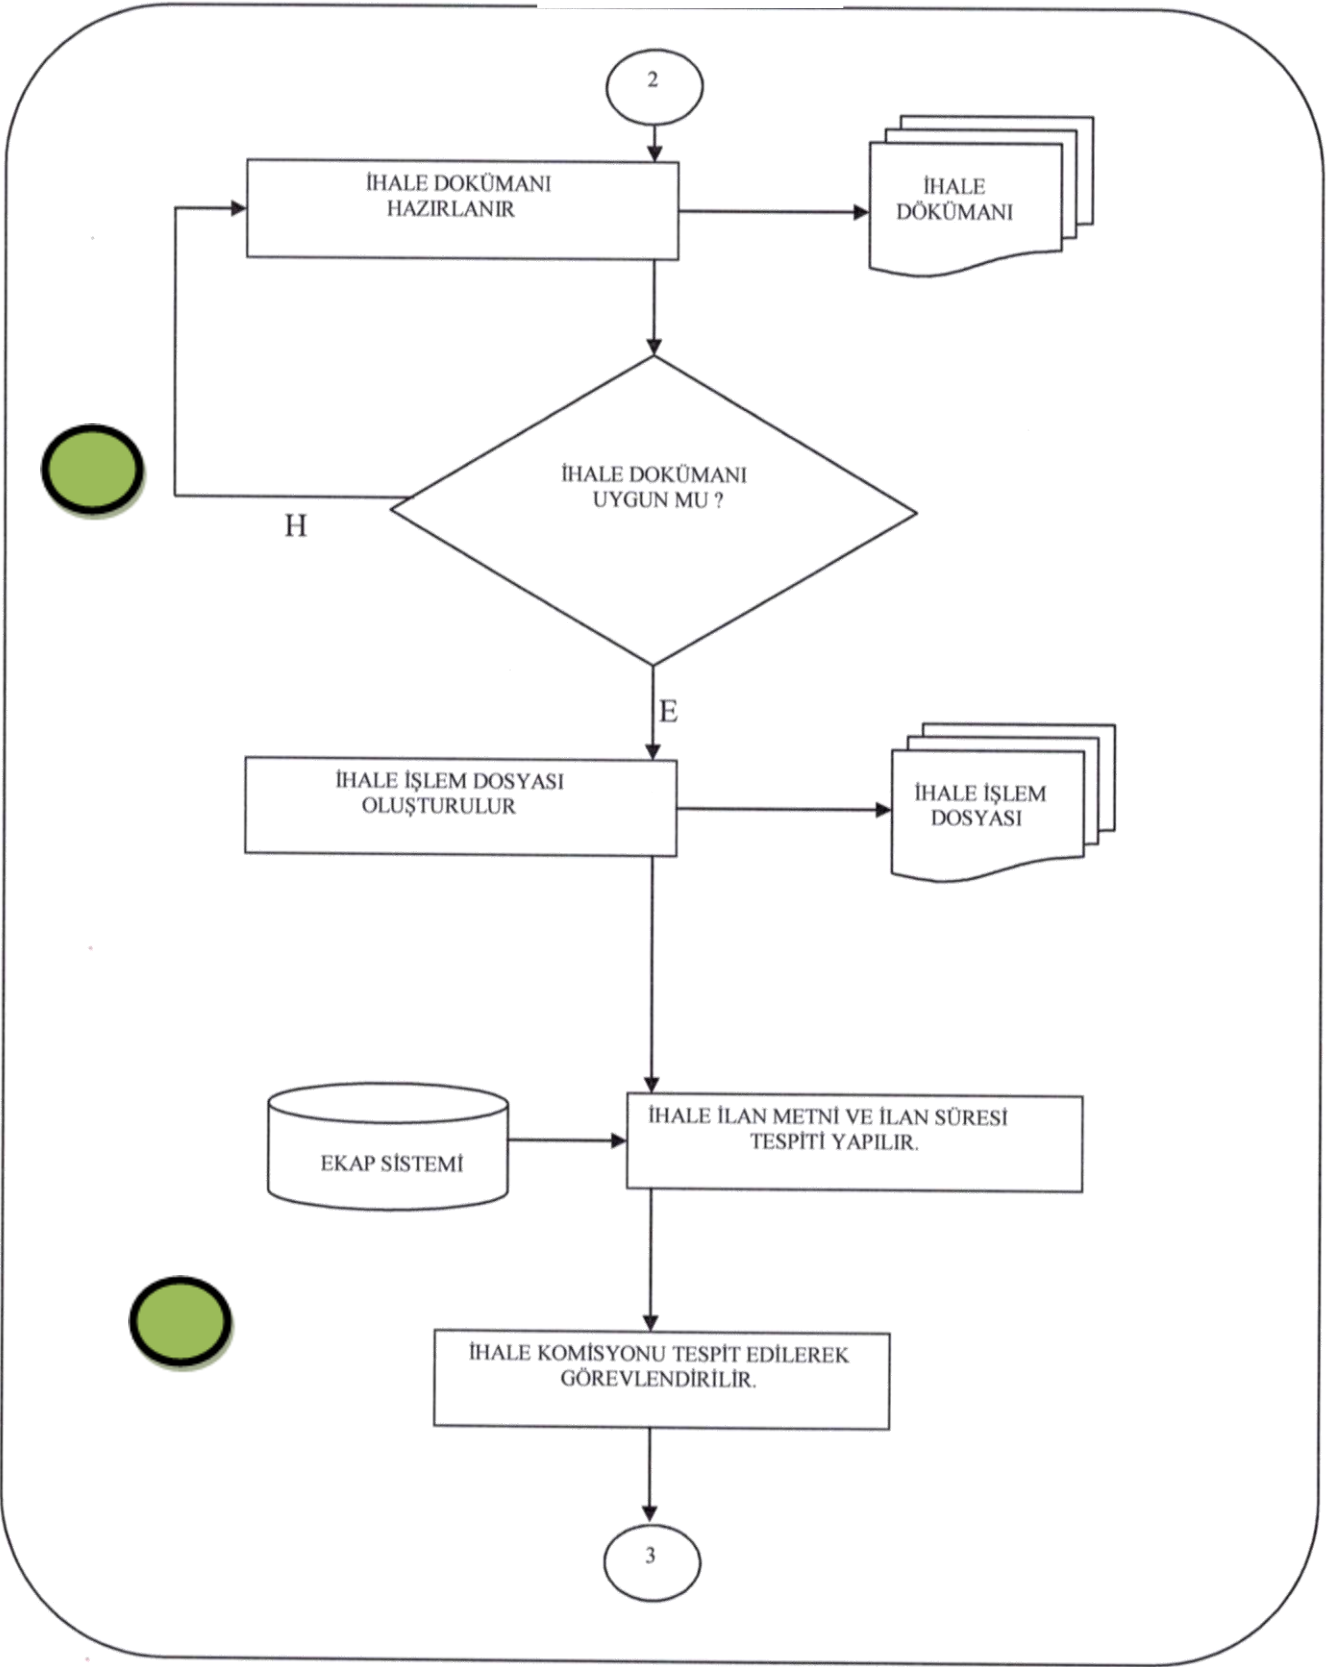 2
İHALE DOKÜMANI
HAZIRLANIR
İHALE
DÖKÜMANI
İHALE DOKÜMANI
UYGUN MU ?
H
E
İHALE İŞLEM DOSYASI
OLUŞTURULUR
İHALE İŞLEM
DOSYASI
İHALE İLAN METNİ VE İLAN SÜRESİ
TESPİTİ YAPILIR.
EKAP SİSTEMİ
İHALE KOMİSYONU TESPİT EDİLEREK
GÖREVLENDİRİLİR.
3